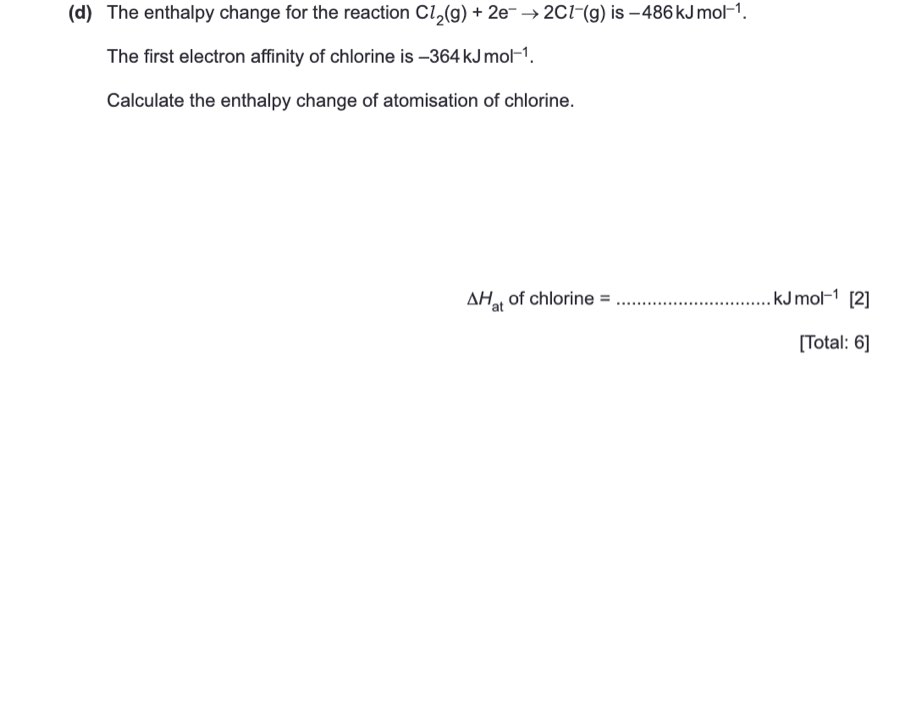 (d) The enthalpy change for the reaction Cl₂(g) + 2e⁻ → 2Cl⁻(g) is –486 kJ mol⁻¹.
The first electron affinity of chlorine is –364 kJ mol⁻¹.
Calculate the enthalpy change of atomisation of chlorine.
ΔHₐₜ of chlorine = .............................. kJ mol⁻¹ [2]
[Total: 6]